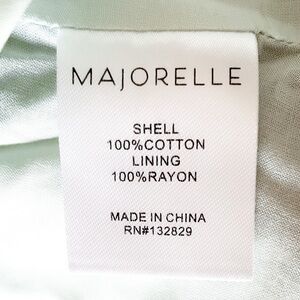 MAJORELLE
SHELL
100%COTTON
LINING
100%RAYON
MADE IN CHINA
RN#132829